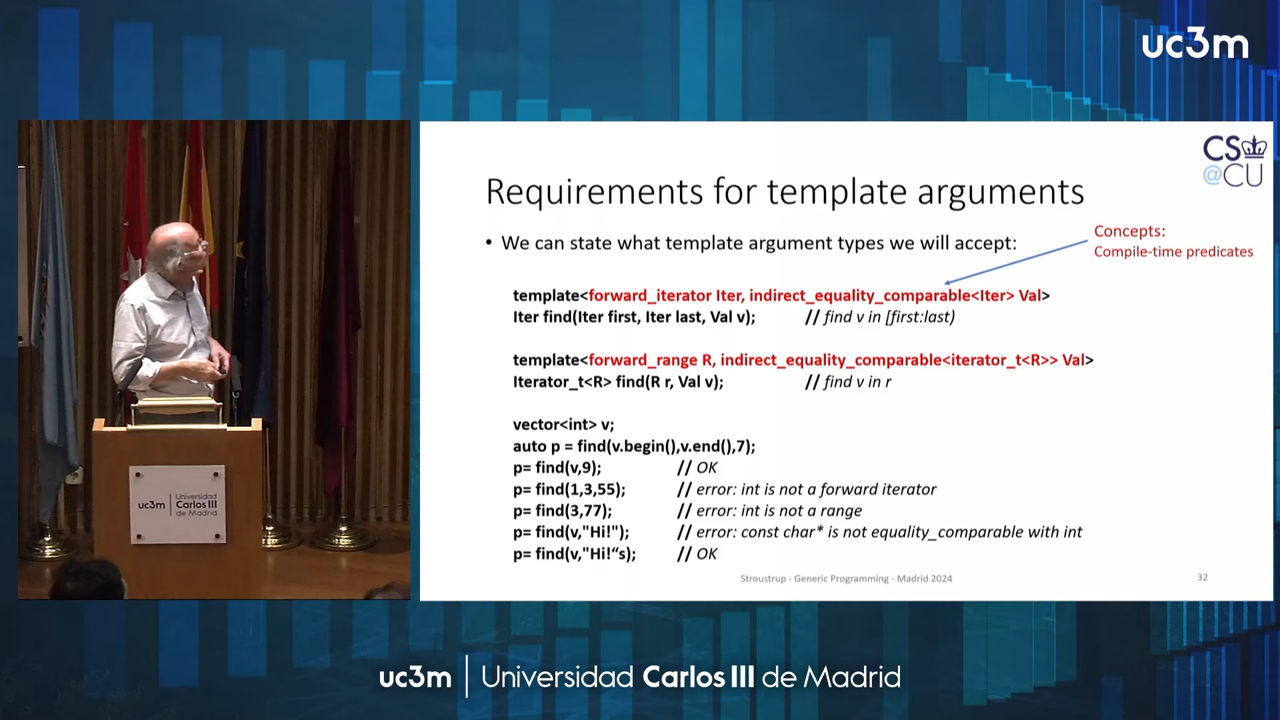 uc3m
CS
@CU
Requirements for template arguments
• We can state what template argument types we will accept:
Concepts:
Compile-time predicates
template<forward_iterator Iter, indirect_equality_comparable<Iter> Val>
Iter find(Iter first, Iter last, Val v); // find v in [first:last)
template<forward_range R, indirect_equality_comparable<iterator_t<R>> Val>
Iterator_t<R> find(R r, Val v); // find v in r
vector<int> v;
auto p = find(v.begin(),v.end(),7);
p= find(v,9); // OK
p= find(1,3,55); // error: int is not a forward iterator
p= find(3,77); // error: int is not a range
p= find(v,"Hi!"); // error: const char* is not equality_comparable with int
p= find(v,"Hi!“s); // OK
Stroustrup - Generic Programming - Madrid 2024
32
uc3m | Universidad
Carlos III
de Madrid
uc3m | Universidad Carlos III de Madrid